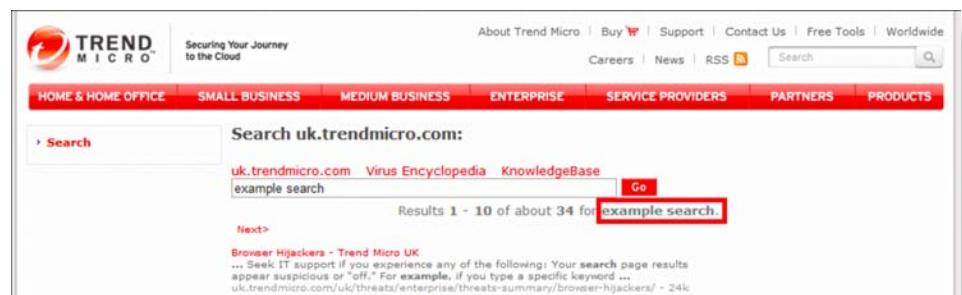 About Trend Micro | Buy | Support | Contact Us | Free Tools | Worldwide
TREND MICRO
Securing Your Journey
to the Cloud
Careers | News | RSS
Search
HOME & HOME OFFICE SMALL BUSINESS MEDIUM BUSINESS ENTERPRISE SERVICE PROVIDERS PARTNERS PRODUCTS
› Search
Search uk.trendmicro.com:
uk.trendmicro.com Virus Encyclopedia KnowledgeBase
example search Go
Results 1 - 10 of about 34 for example search.
Next>
Browser Hijackers - Trend Micro UK
... Seek IT support if you experience any of the following: Your search page results
appear suspicious or "off." For example, if you type a specific keyword ...
uk.trendmicro.com/uk/threats/enterprise/threats-summary/browser-hijackers/ - 24k